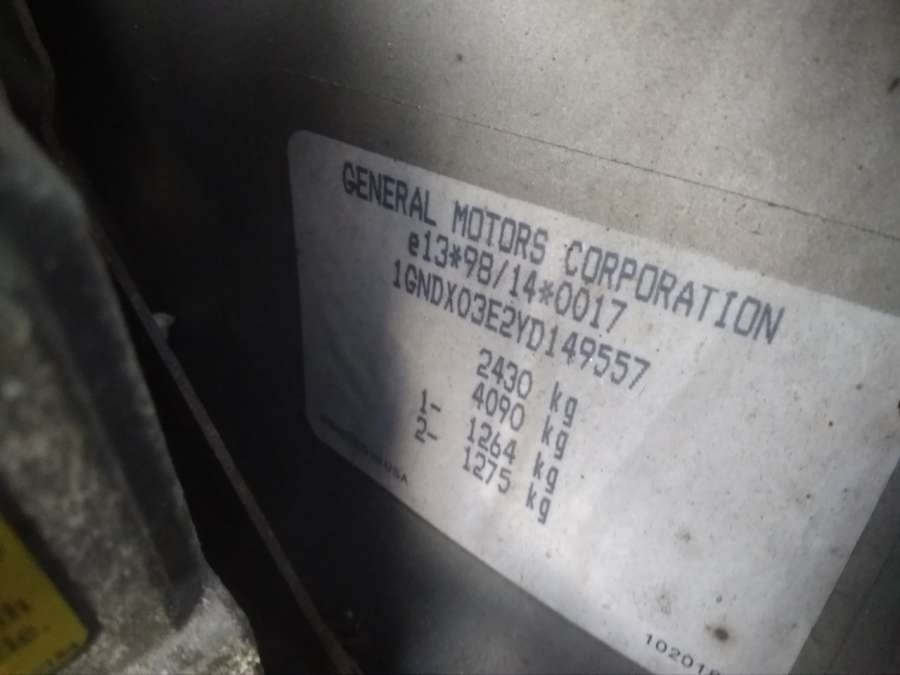 GENERAL MOTORS CORPORATION
e13*98/14*0017
1GNDX03E2YD149557
2430 kg
1- 4090 kg
2- 1264 kg
1275 kg